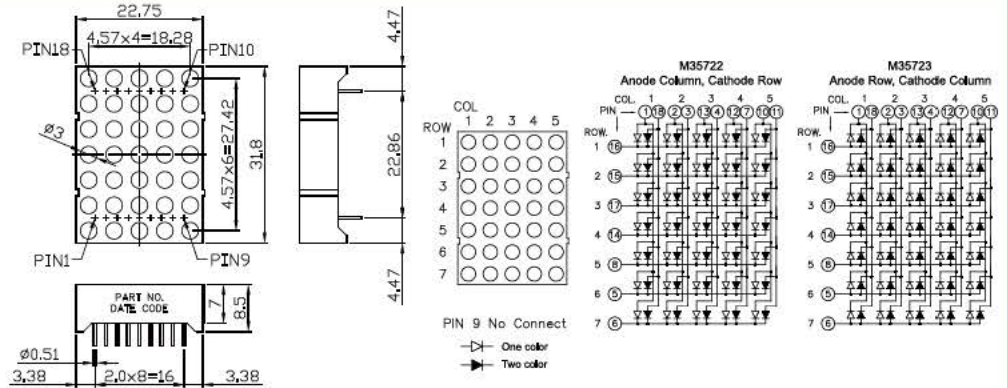 22.75
4.57x4=18.28
PIN18
PIN10
Ø3
4.57x6=27.42
31.8
PIN1
PIN9
4.47
22.86
4.47
PART NO.
DATE CODE
7
8.5
Ø0.51
3.38
2.0x8=16
3.38
COL
ROW 1 2 3 4 5
1
2
3
4
5
6
7
PIN 9 No Connect
One color
Two color
M35722
Anode Column, Cathode Row
COL. 1 2 3 4 5
PIN 1 18 2 3 13 4 12 7 10 11
ROW.
1 16
2 15
3 17
4 14
5 8
6 5
7 6
M35723
Anode Row, Cathode Column
COL. 1 2 3 4 5
PIN 1 18 2 3 13 4 12 7 10 11
ROW.
1 16
2 15
3 17
4 14
5 8
6 5
7 6